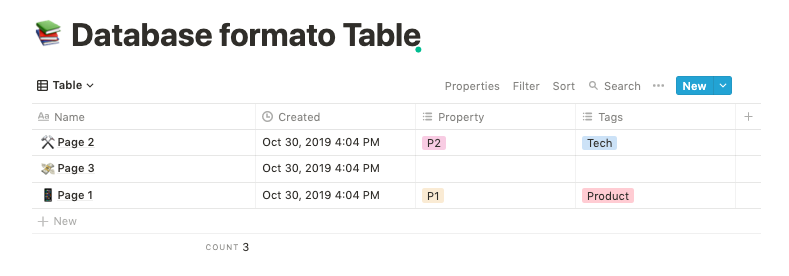 Database formato Table
Table Properties Filter Sort Search New
Aa Name Created Property Tags
Page 2 Oct 30, 2019 4:04 PM P2 Tech
Page 3 Oct 30, 2019 4:04 PM
Page 1 Oct 30, 2019 4:04 PM P1 Product
+ New
COUNT 3